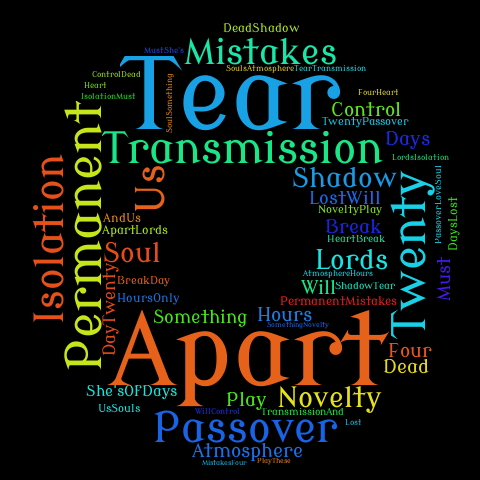 DeadShadow
MustShe's
Mistakes
SoulsAtmosphereTearTransmission
ControlDead
Tear
Heart
SoulSomething
FourHeart
IsolationMust
Control
TwentyPassover
Permanent
Transmission
Days
LordsIsolation
Isolation
Us
Shadow
Twenty
PassoverLoveSoul
LostWill
DaysLost
NoveltyPlay
AndUs
Break
ApartLords
HeartBreak
Soul
Lords
Must
AtmosphereHours
DayTwenty
BreakDay
Will
ShadowTear
HoursOnly
PermanentMistakes
Something
Hours
SomethingNovelty
Apart
Four
Dead
She'sOFDays
Play
Novelty
UsSouls
WillControl
TransmissionAnd
Passover
Lost
Atmosphere
MistakesFour
PlayThese